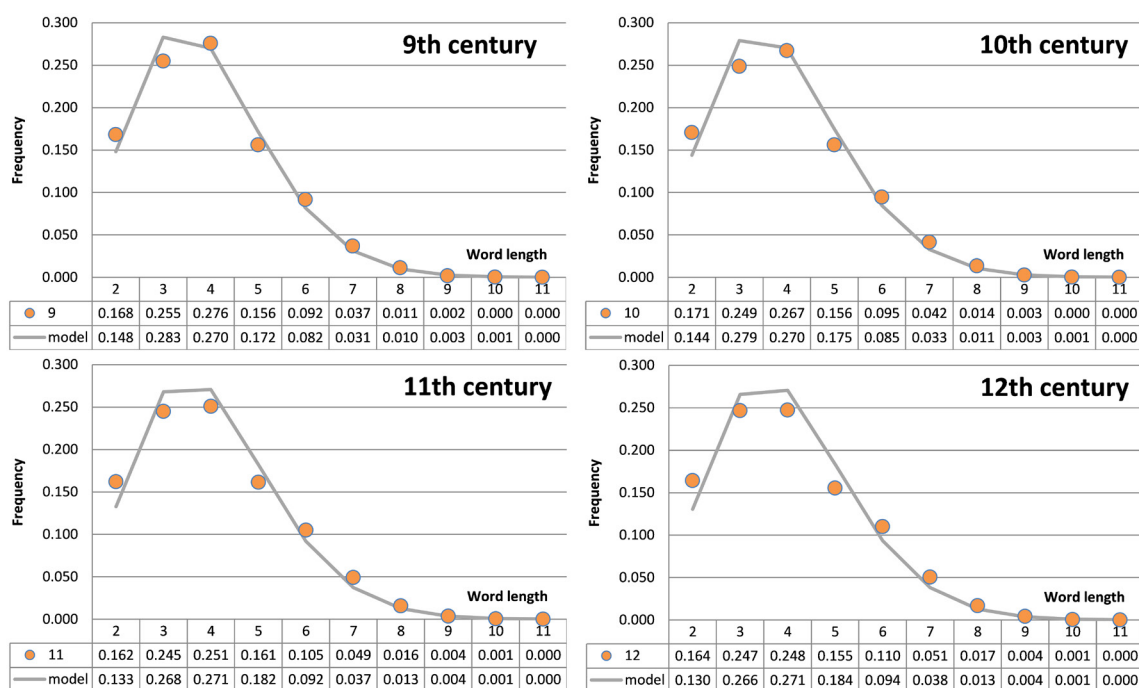 9th century
Frequency
0.300
0.250
0.200
0.150
0.100
0.050
0.000
Word length
2 3 4 5 6 7 8 9 10 11
9 0.168 0.255 0.276 0.156 0.092 0.037 0.011 0.002 0.000 0.000
model 0.148 0.283 0.270 0.172 0.082 0.031 0.010 0.003 0.001 0.000
10th century
Frequency
0.300
0.250
0.200
0.150
0.100
0.050
0.000
Word length
2 3 4 5 6 7 8 9 10 11
10 0.171 0.249 0.267 0.156 0.095 0.042 0.014 0.003 0.000 0.000
model 0.144 0.279 0.270 0.175 0.085 0.033 0.011 0.003 0.001 0.000
11th century
Frequency
0.300
0.250
0.200
0.150
0.100
0.050
0.000
Word length
2 3 4 5 6 7 8 9 10 11
11 0.162 0.245 0.251 0.161 0.105 0.049 0.016 0.004 0.001 0.000
model 0.133 0.268 0.271 0.182 0.092 0.037 0.013 0.004 0.001 0.000
12th century
Frequency
0.300
0.250
0.200
0.150
0.100
0.050
0.000
Word length
2 3 4 5 6 7 8 9 10 11
12 0.164 0.247 0.248 0.155 0.110 0.051 0.017 0.004 0.001 0.000
model 0.130 0.266 0.271 0.184 0.094 0.038 0.013 0.004 0.001 0.000